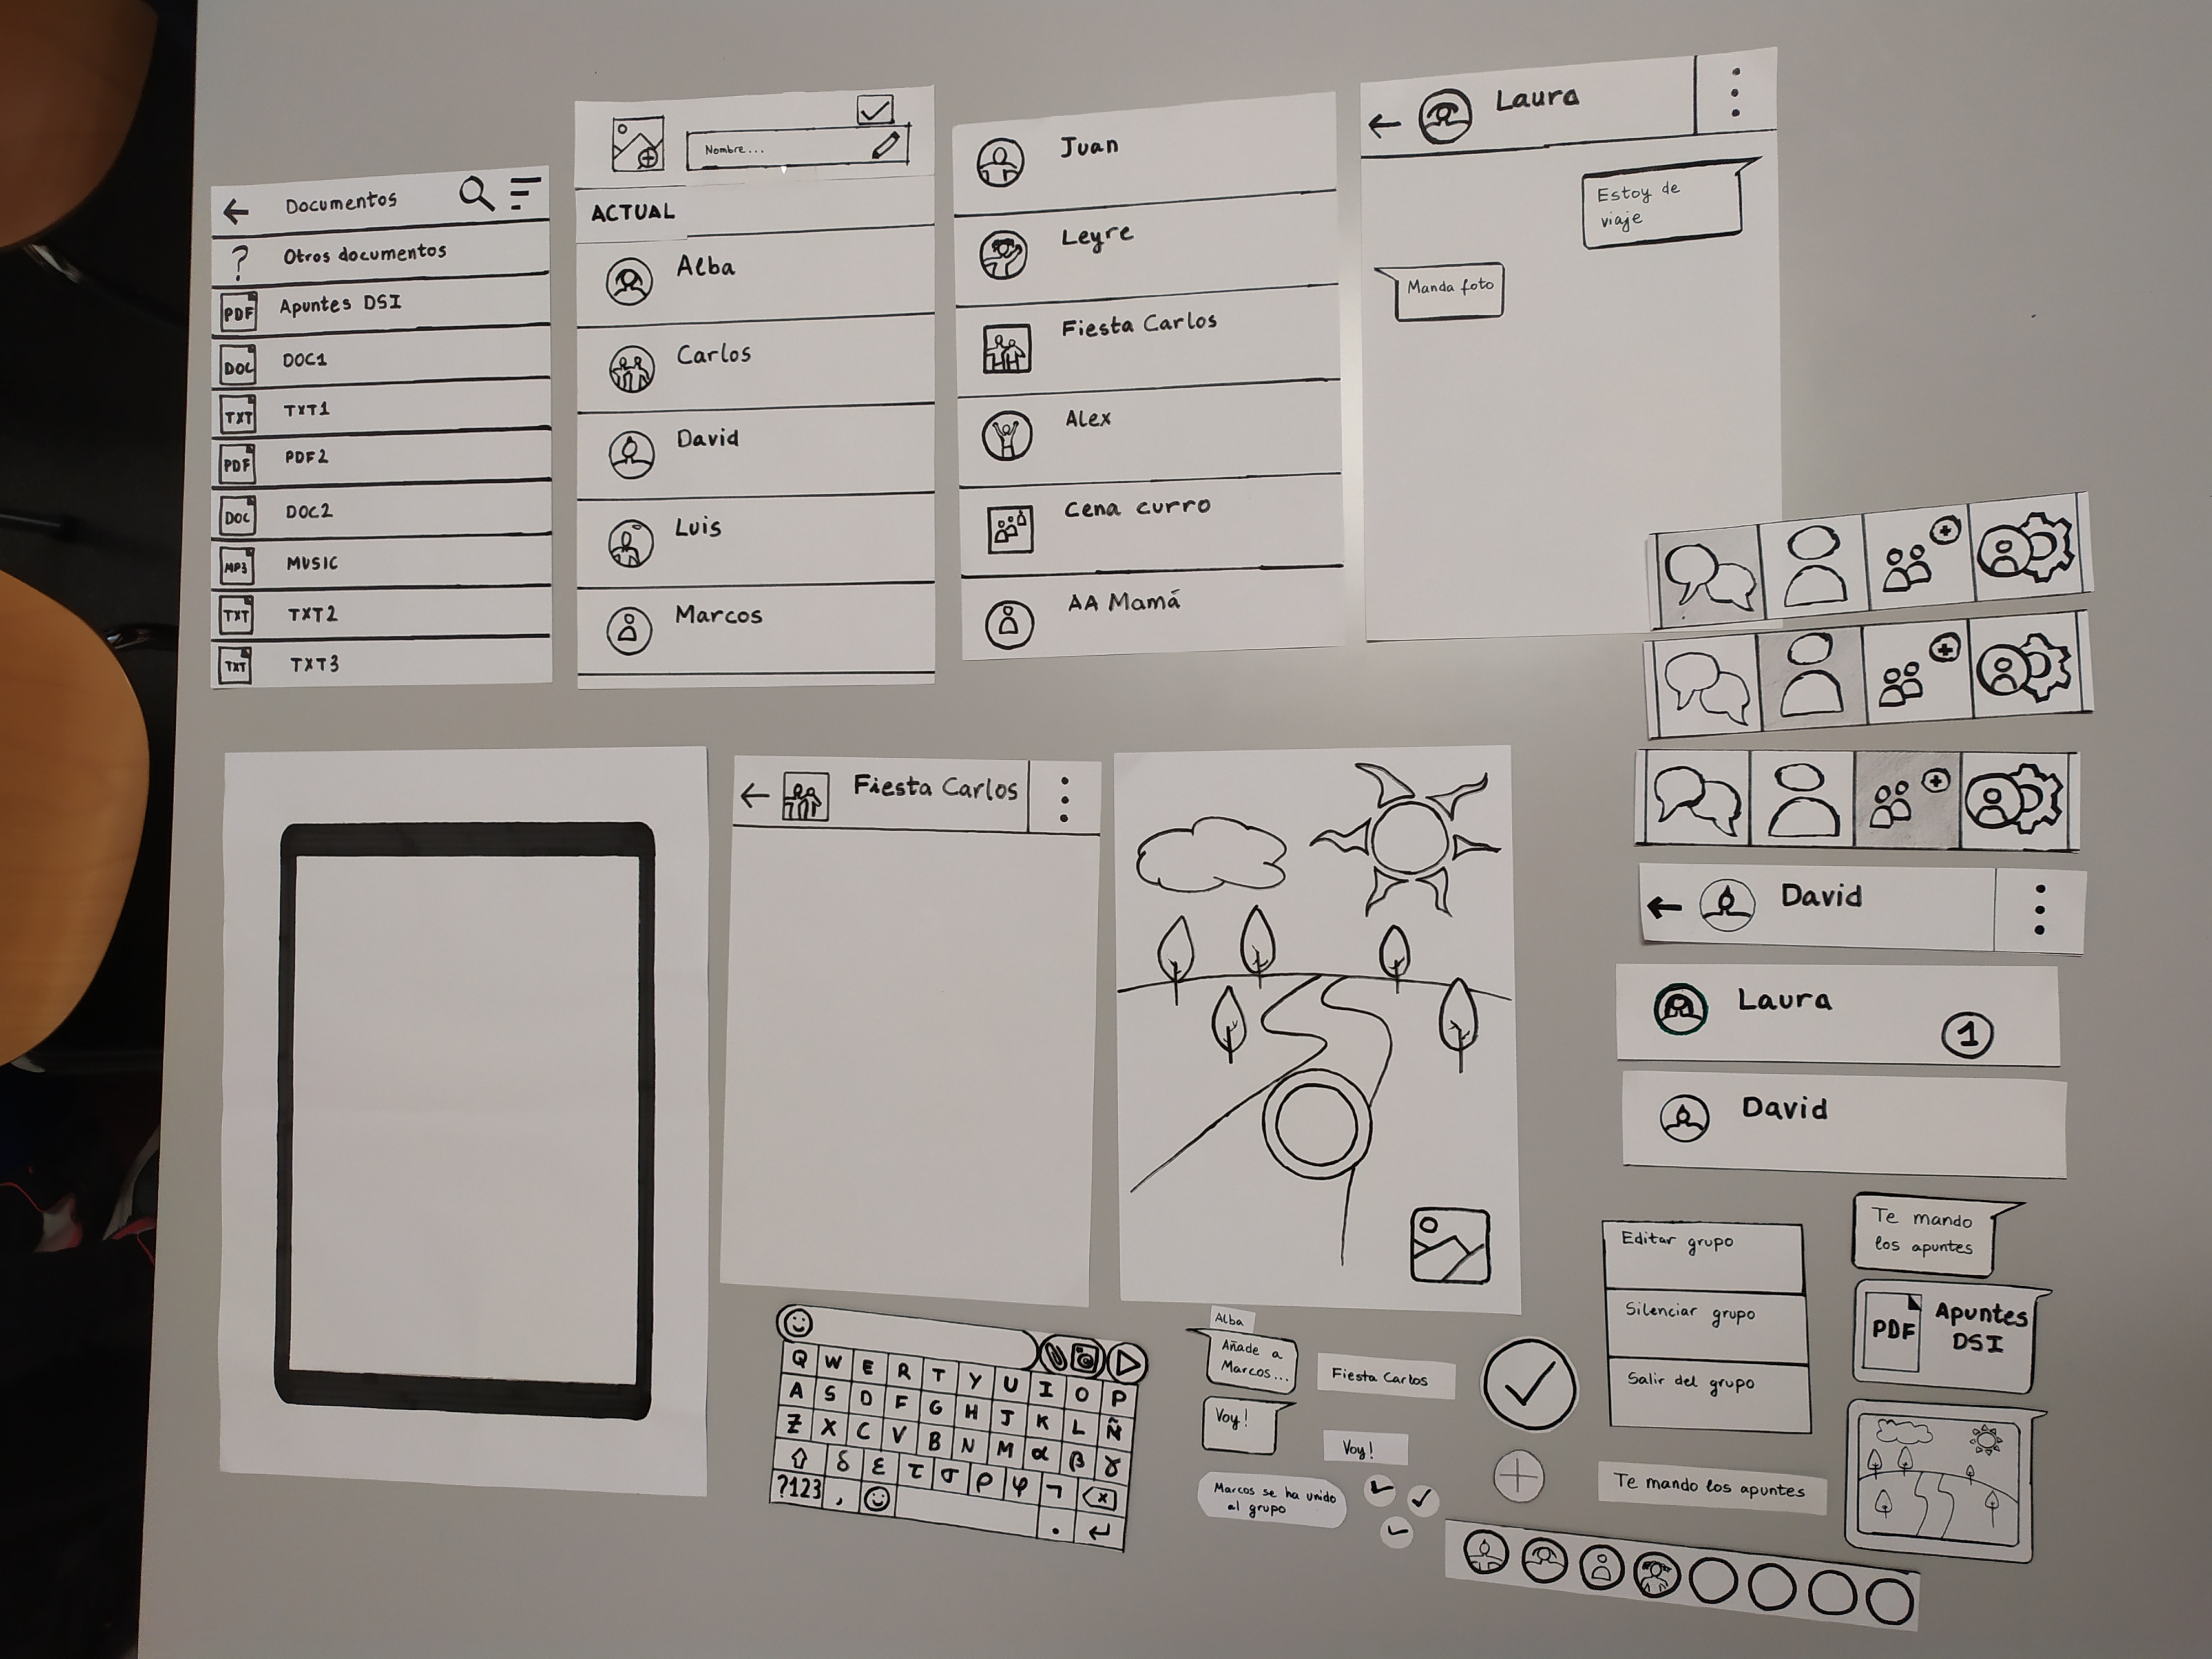 ← Documentos
? Otros documentos
PDF Apuntes DSI
DOC DOC1
TXT TXT1
PDF PDF2
DOC DOC2
MP3 MUSIC
TXT TXT2
TXT TXT3
Nombre...
ACTUAL
Alba
Carlos
David
Luis
Marcos
Juan
Leyre
Fiesta Carlos
Alex
Cena curro
AA Mamá
← Laura
Estoy de
viaje
Manda foto
← Fiesta Carlos
← David
Laura 1
David
Q W E R T Y U I O P
A S D F G H J K L Ñ
Z X C V B N M α β γ
δ ε τ σ ρ φ
?123 , .
Alba
Añade a
Marcos...
Voy!
Marcos se ha unido
al grupo
Fiesta Carlos
Voy!
Editar grupo
Silenciar grupo
Salir del grupo
Te mando los apuntes
Te mando
los apuntes
PDF Apuntes
DSI